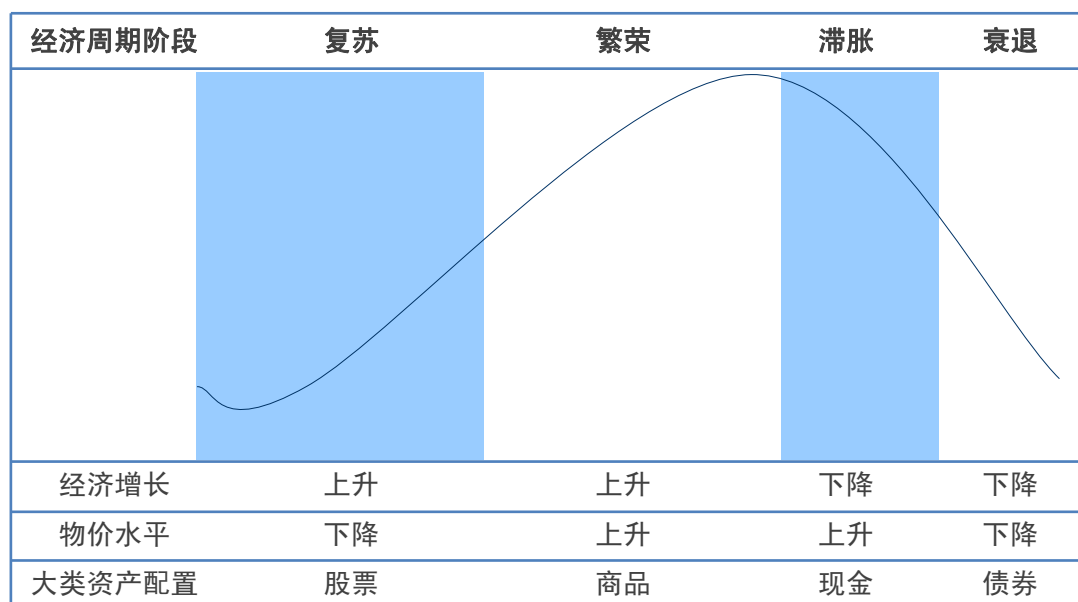 经济周期阶段 复苏 繁荣 滞胀 衰退
经济增长 上升 上升 下降 下降
物价水平 下降 上升 上升 下降
大类资产配置 股票 商品 现金 债券